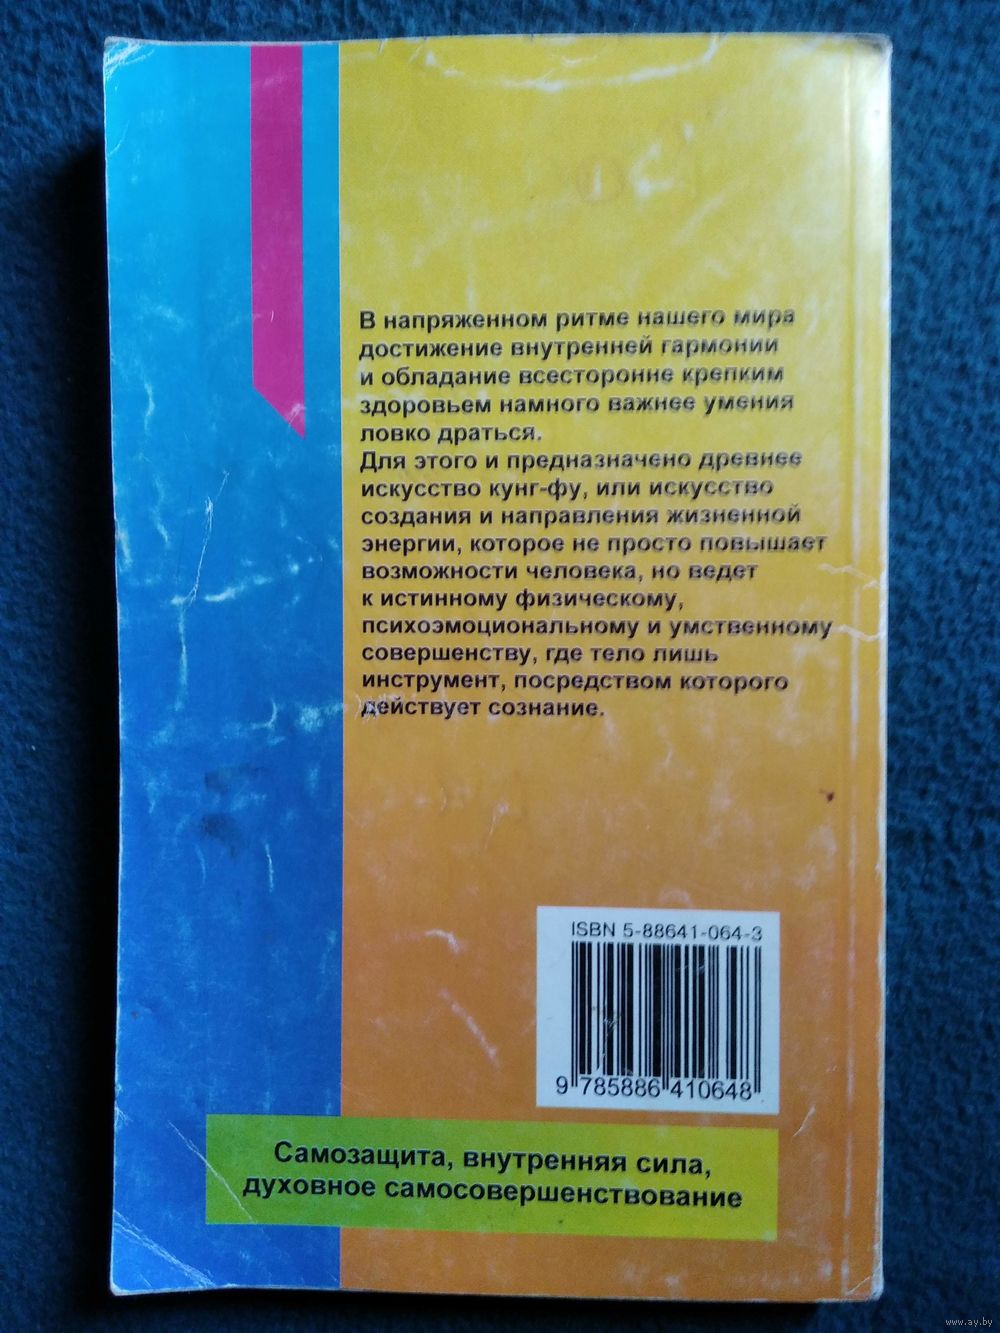 В напряженном ритме нашего мира
достижение внутренней гармонии
и обладание всесторонне крепким
здоровьем намного важнее умения
ловко драться.
Для этого и предназначено древнее
искусство кунг-фу, или искусство
создания и направления жизненной
энергии, которое не просто повышает
возможности человека, но ведет
к истинному физическому,
психоэмоциональному и умственному
совершенству, где тело лишь
инструмент, посредством которого
действует сознание.
ISBN 5-88641-064-3
9 785886 410648
Самозащита, внутренняя сила,
духовное самосовершенствование
www.ay.by